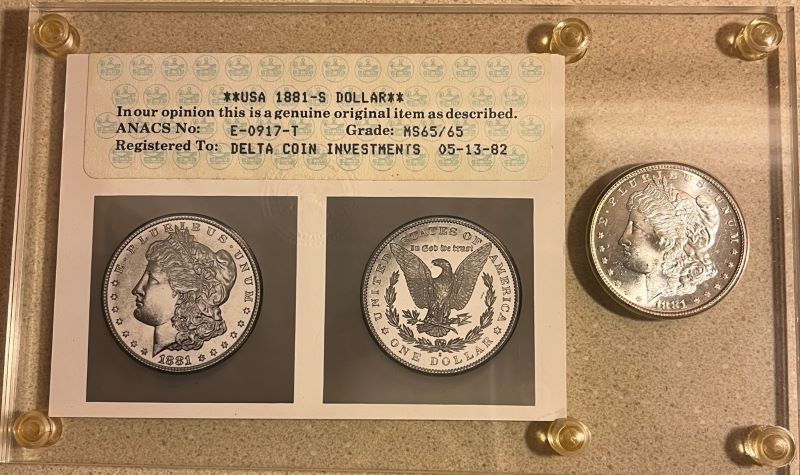 **USA 1881-S DOLLAR**
In our opinion this is a genuine original item as described.
ANACS No: E-0917-T Grade: MS65/65
Registered To: DELTA COIN INVESTMENTS 05-13-82
E·PLURIBUS·UNUM
1881
UNITED STATES OF AMERICA
In God we trust
S
ONE DOLLAR
E·PLURIBUS·UNUM
1881